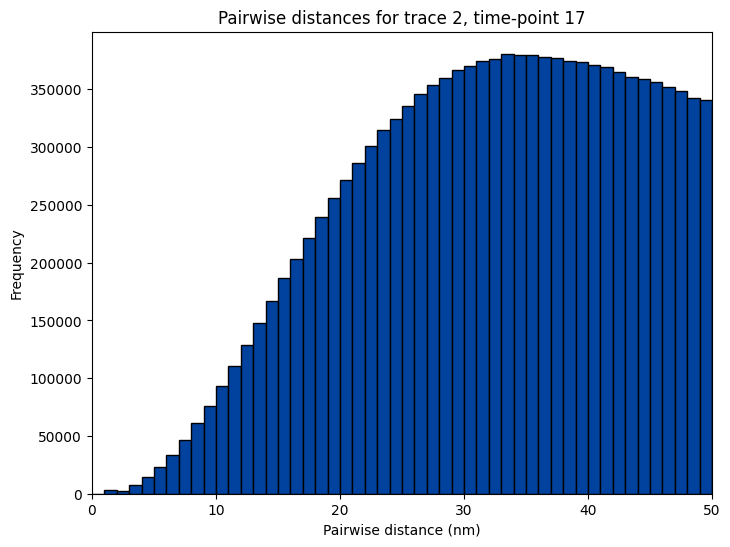 Pairwise distances for trace 2, time-point 17
Frequency
350000
300000
250000
200000
150000
100000
50000
0
0 10 20 30 40 50
Pairwise distance (nm)